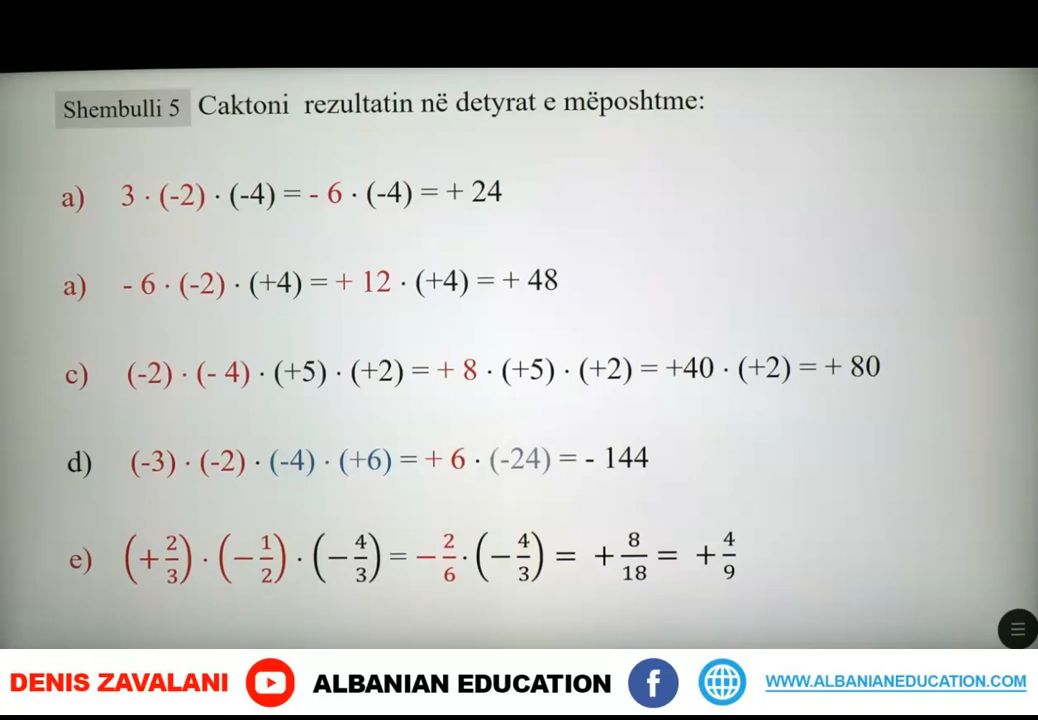 Shembulli 5 Caktoni rezultatin në detyrat e mëposhtme:
a) 3 · (-2) · (-4) = - 6 · (-4) = + 24
a) - 6 · (-2) · (+4) = + 12 · (+4) = + 48
c) (-2) · (- 4) · (+5) · (+2) = + 8 · (+5) · (+2) = +40 · (+2) = + 80
d) (-3) · (-2) · (-4) · (+6) = + 6 · (-24) = - 144
e) (+2/3) · (−1/2) · (−4/3) = −2/6 · (−4/3) = +8/18 = +4/9
DENIS ZAVALANI ALBANIAN EDUCATION f WWW.ALBANIANEDUCATION.COM